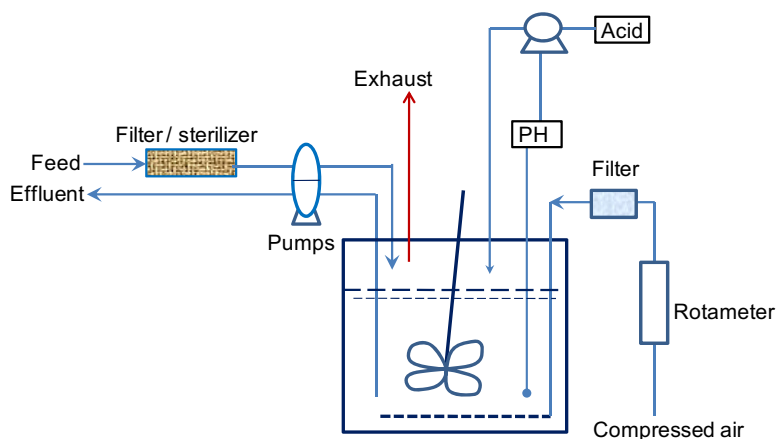 Acid
Exhaust
Filter / sterilizer
PH
Feed
Filter
Effluent
Pumps
Rotameter
Compressed air